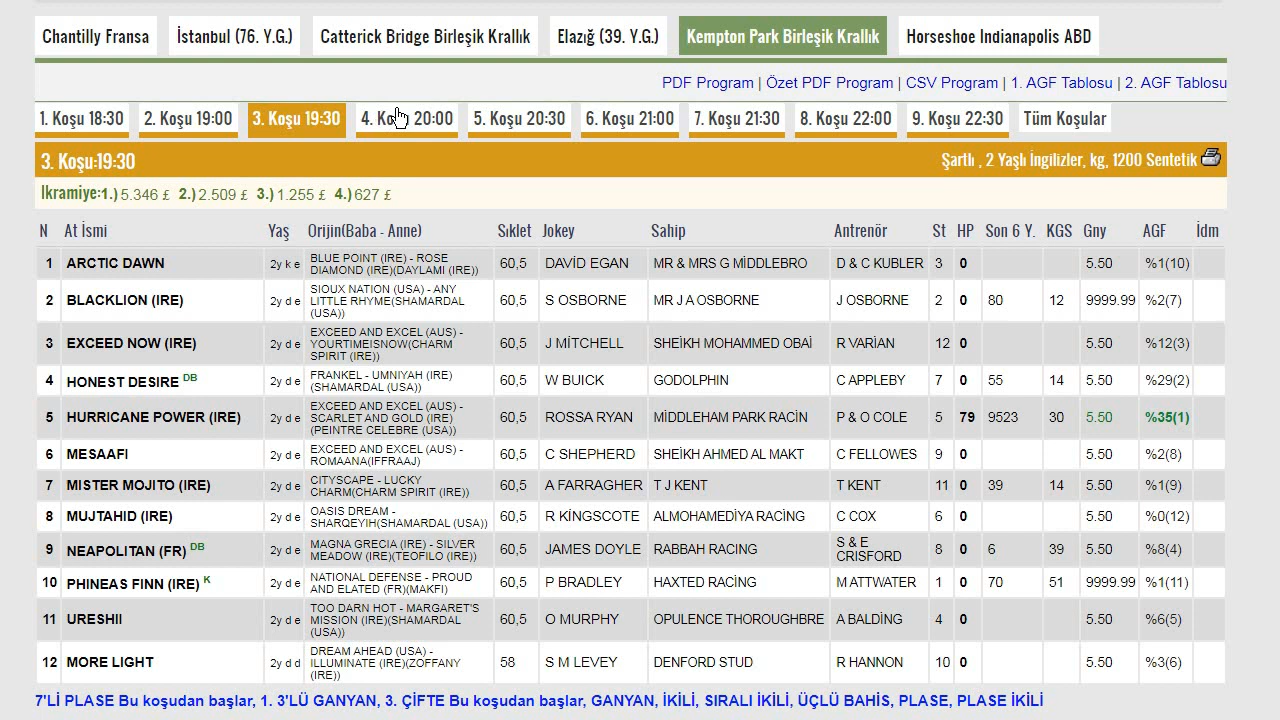 Chantilly Fransa İstanbul (76. Y.G.) Catterick Bridge Birleşik Krallık Elazığ (39. Y.G.) Kempton Park Birleşik Krallık Horseshoe Indianapolis ABD
PDF Program | Özet PDF Program | CSV Program | 1. AGF Tablosu | 2. AGF Tablosu
1. Koşu 18:30 2. Koşu 19:00 3. Koşu 19:30 4. Koşu 20:00 5. Koşu 20:30 6. Koşu 21:00 7. Koşu 21:30 8. Koşu 22:00 9. Koşu 22:30 Tüm Koşular
3. Koşu:19:30 Şartlı , 2 Yaşlı İngilizler, kg, 1200 Sentetik
Ikramiye:1.) 5.346 £ 2.) 2.509 £ 3.) 1.255 £ 4.) 627 £
N At İsmi Yaş Orijin(Baba - Anne) Sıklet Jokey Sahip Antrenör St HP Son 6 Y. KGS Gny AGF İdm
1 ARCTIC DAWN 2y k e BLUE POINT (IRE) - ROSE DIAMOND (IRE)(DAYLAMI (IRE)) 60,5 DAVİD EGAN MR & MRS G MİDDLEBRO D & C KUBLER 3 0 5.50 %1(10)
2 BLACKLION (IRE) 2y d e SIOUX NATION (USA) - ANY LITTLE RHYME(SHAMARDAL (USA)) 60,5 S OSBORNE MR J A OSBORNE J OSBORNE 2 0 80 12 9999.99 %2(7)
3 EXCEED NOW (IRE) 2y d e EXCEED AND EXCEL (AUS) - YOURTIMEISNOW(CHARM SPIRIT (IRE)) 60,5 J MİTCHELL SHEİKH MOHAMMED OBAİ R VARİAN 12 0 5.50 %12(3)
4 HONEST DESIRE DB 2y d e FRANKEL - UMNIYAH (IRE)(SHAMARDAL (USA)) 60,5 W BUICK GODOLPHIN C APPLEBY 7 0 55 14 5.50 %29(2)
5 HURRICANE POWER (IRE) 2y d e EXCEED AND EXCEL (AUS) - SCARLET AND GOLD (IRE)(PEINTRE CELEBRE (USA)) 60,5 ROSSA RYAN MİDDLEHAM PARK RACİN P & O COLE 5 79 9523 30 5.50 %35(1)
6 MESAAFI 2y d e EXCEED AND EXCEL (AUS) - ROMAANA(IFFRAAJ) 60,5 C SHEPHERD SHEİKH AHMED AL MAKT C FELLOWES 9 0 5.50 %2(8)
7 MISTER MOJITO (IRE) 2y d e CITYSCAPE - LUCKY CHARM(CHARM SPIRIT (IRE)) 60,5 A FARRAGHER T J KENT T KENT 11 0 39 14 5.50 %1(9)
8 MUJTAHID (IRE) 2y d e OASIS DREAM - SHARQEYIH(SHAMARDAL (USA)) 60,5 R KİNGSCOTE ALMOHAMEDİYA RACİNG C COX 6 0 5.50 %0(12)
9 NEAPOLITAN (FR) DB 2y d e MAGNA GRECIA (IRE) - SILVER MEADOW (IRE)(TEOFILO (IRE)) 60,5 JAMES DOYLE RABBAH RACING S & E CRISFORD 8 0 6 39 5.50 %8(4)
10 PHINEAS FINN (IRE) K 2y d e NATIONAL DEFENSE - PROUD AND ELATED (FR)(MAKFI) 60,5 P BRADLEY HAXTED RACİNG M ATTWATER 1 0 70 51 9999.99 %1(11)
11 URESHII 2y d e TOO DARN HOT - MARGARET'S MISSION (IRE)(SHAMARDAL (USA)) 60,5 O MURPHY OPULENCE THOROUGHBRE A BALDİNG 4 0 5.50 %6(5)
12 MORE LIGHT 2y d d DREAM AHEAD (USA) - ILLUMINATE (IRE)(ZOFFANY (IRE)) 58 S M LEVEY DENFORD STUD R HANNON 10 0 5.50 %3(6)
7'Lİ PLASE Bu koşudan başlar, 1. 3'LÜ GANYAN, 3. ÇİFTE Bu koşudan başlar, GANYAN, İKİLİ, SIRALI İKİLİ, ÜÇLÜ BAHİS, PLASE, PLASE İKİLİ